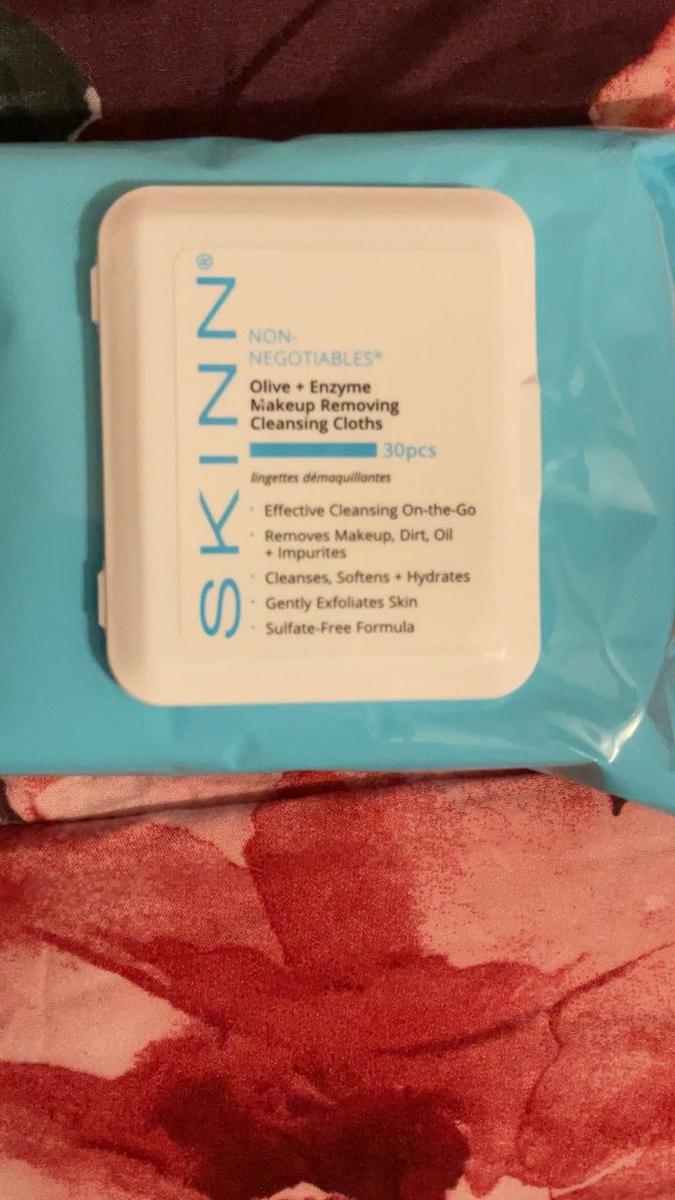 SKINN®
NON-
NEGOTIABLES®
Olive + Enzyme
Makeup Removing
Cleansing Cloths
30pcs
lingettes démaquillantes
· Effective Cleansing On-the-Go
· Removes Makeup, Dirt, Oil
+ Impurites
· Cleanses, Softens + Hydrates
· Gently Exfoliates Skin
· Sulfate-Free Formula